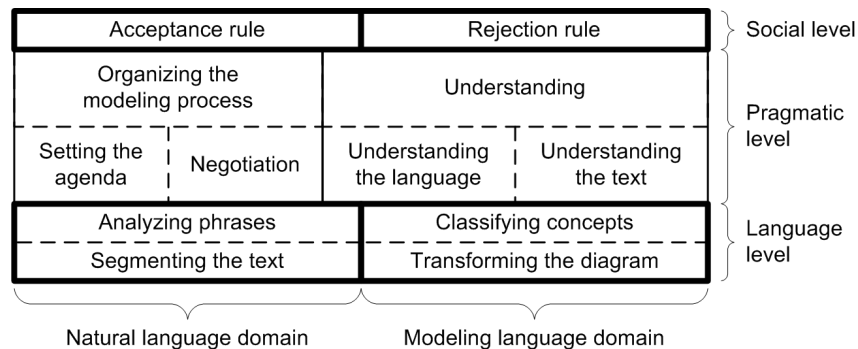 Acceptance rule
Rejection rule
Social level
Organizing the
modeling process
Understanding
Pragmatic
level
Setting the
agenda
Negotiation
Understanding
the language
Understanding
the text
Analyzing phrases
Classifying concepts
Language
level
Segmenting the text
Transforming the diagram
Natural language domain
Modeling language domain